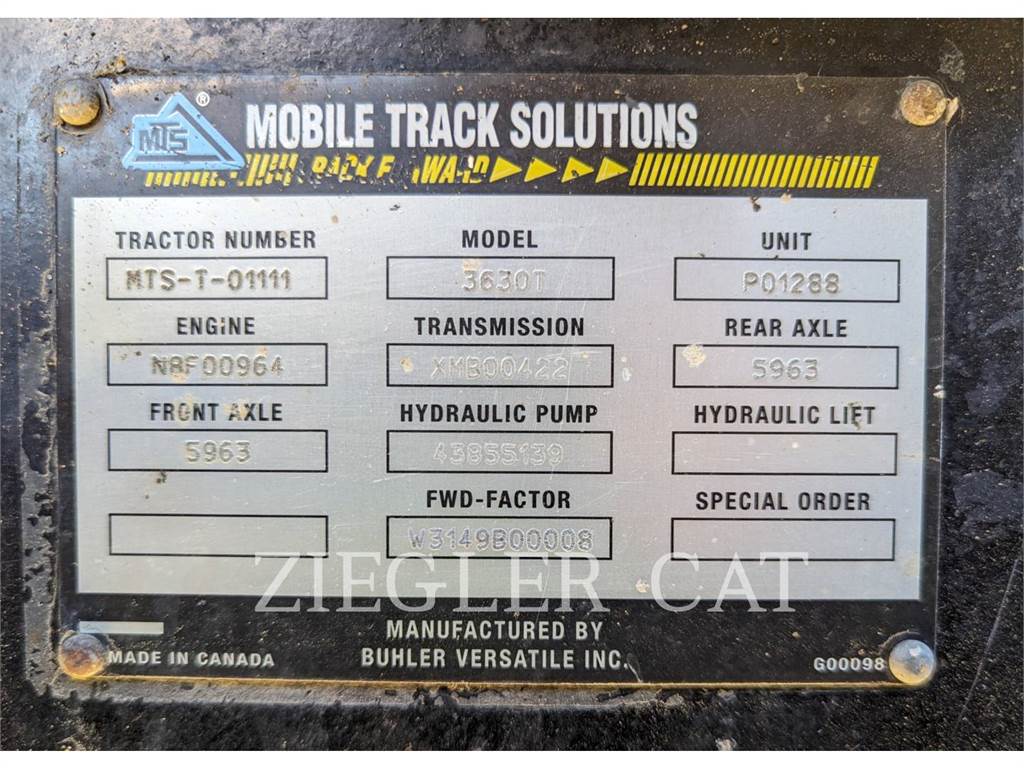 MTS ®
MOBILE TRACK SOLUTIONS
TRACTOR NUMBER MODEL UNIT
MTS-T-01111 3630T P01288
ENGINE TRANSMISSION REAR AXLE
N8F00964 XMB00422 5963
FRONT AXLE HYDRAULIC PUMP HYDRAULIC LIFT
5963 43855139
FWD-FACTOR SPECIAL ORDER
W3149B00008
ZIEGLER CAT
MANUFACTURED BY
MADE IN CANADA BUHLER VERSATILE INC. G00098